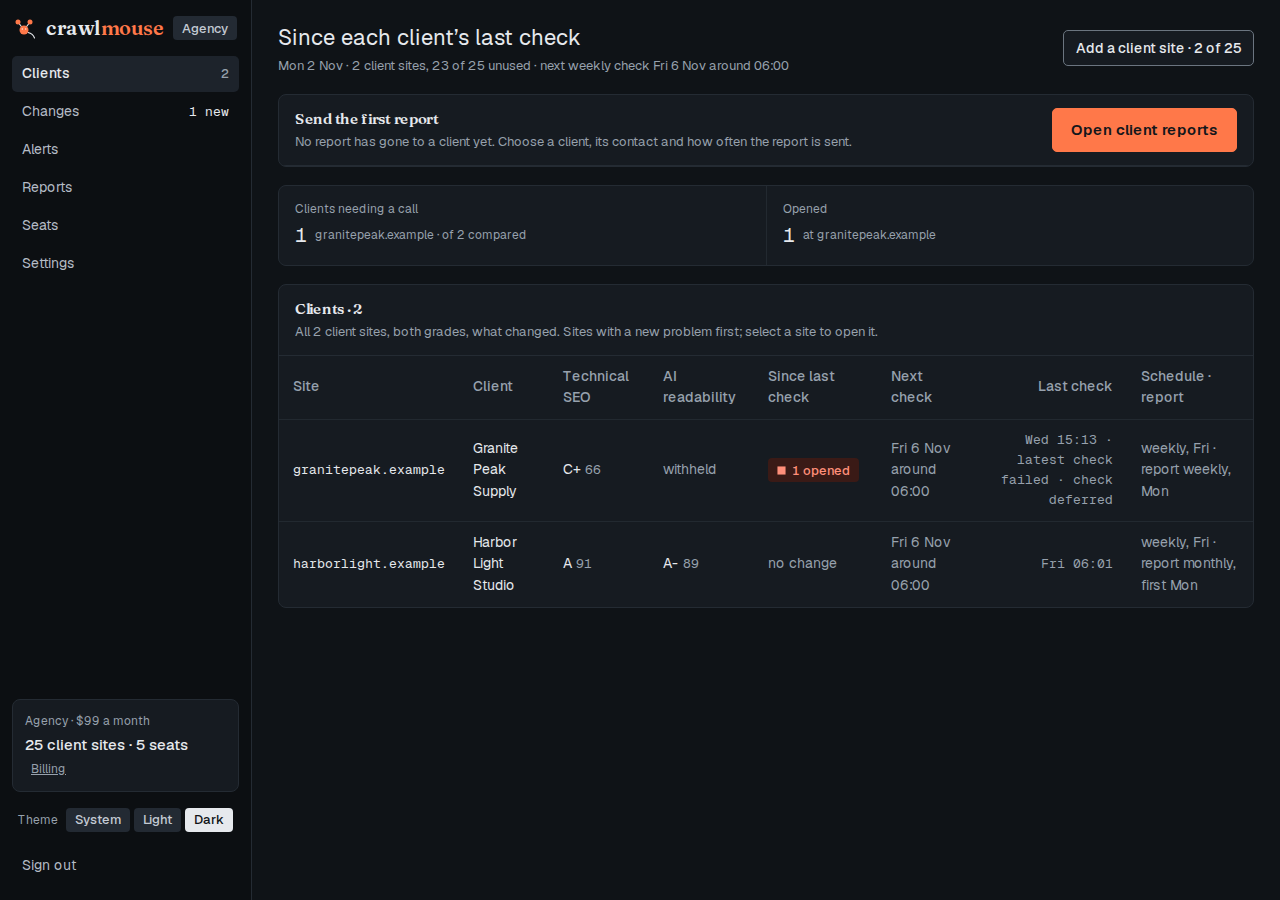 crawlmouse Agency
Clients 2
Changes 1 new
Alerts
Reports
Seats
Settings
Agency · $99 a month
25 client sites · 5 seats
Billing
Theme System Light Dark
Sign out
Since each client's last check
Mon 2 Nov · 2 client sites, 23 of 25 unused · next weekly check Fri 6 Nov around 06:00
Add a client site · 2 of 25
Send the first report
No report has gone to a client yet. Choose a client, its contact and how often the report is sent.
Open client reports
Clients needing a call
1 granitepeak.example · of 2 compared
Opened
1 at granitepeak.example
Clients · 2
All 2 client sites, both grades, what changed. Sites with a new problem first; select a site to open it.
Site
Client
Technical
SEO
AI
readability
Since last
check
Next
check
Last check
Schedule ·
report
granitepeak.example
Granite
Peak
Supply
C+ 66
withheld
1 opened
Fri 6 Nov
around
06:00
Wed 15:13 ·
latest check
failed · check
deferred
weekly, Fri ·
report weekly,
Mon
harborlight.example
Harbor
Light
Studio
A 91
A- 89
no change
Fri 6 Nov
around
06:00
Fri 06:01
weekly, Fri ·
report monthly,
first Mon